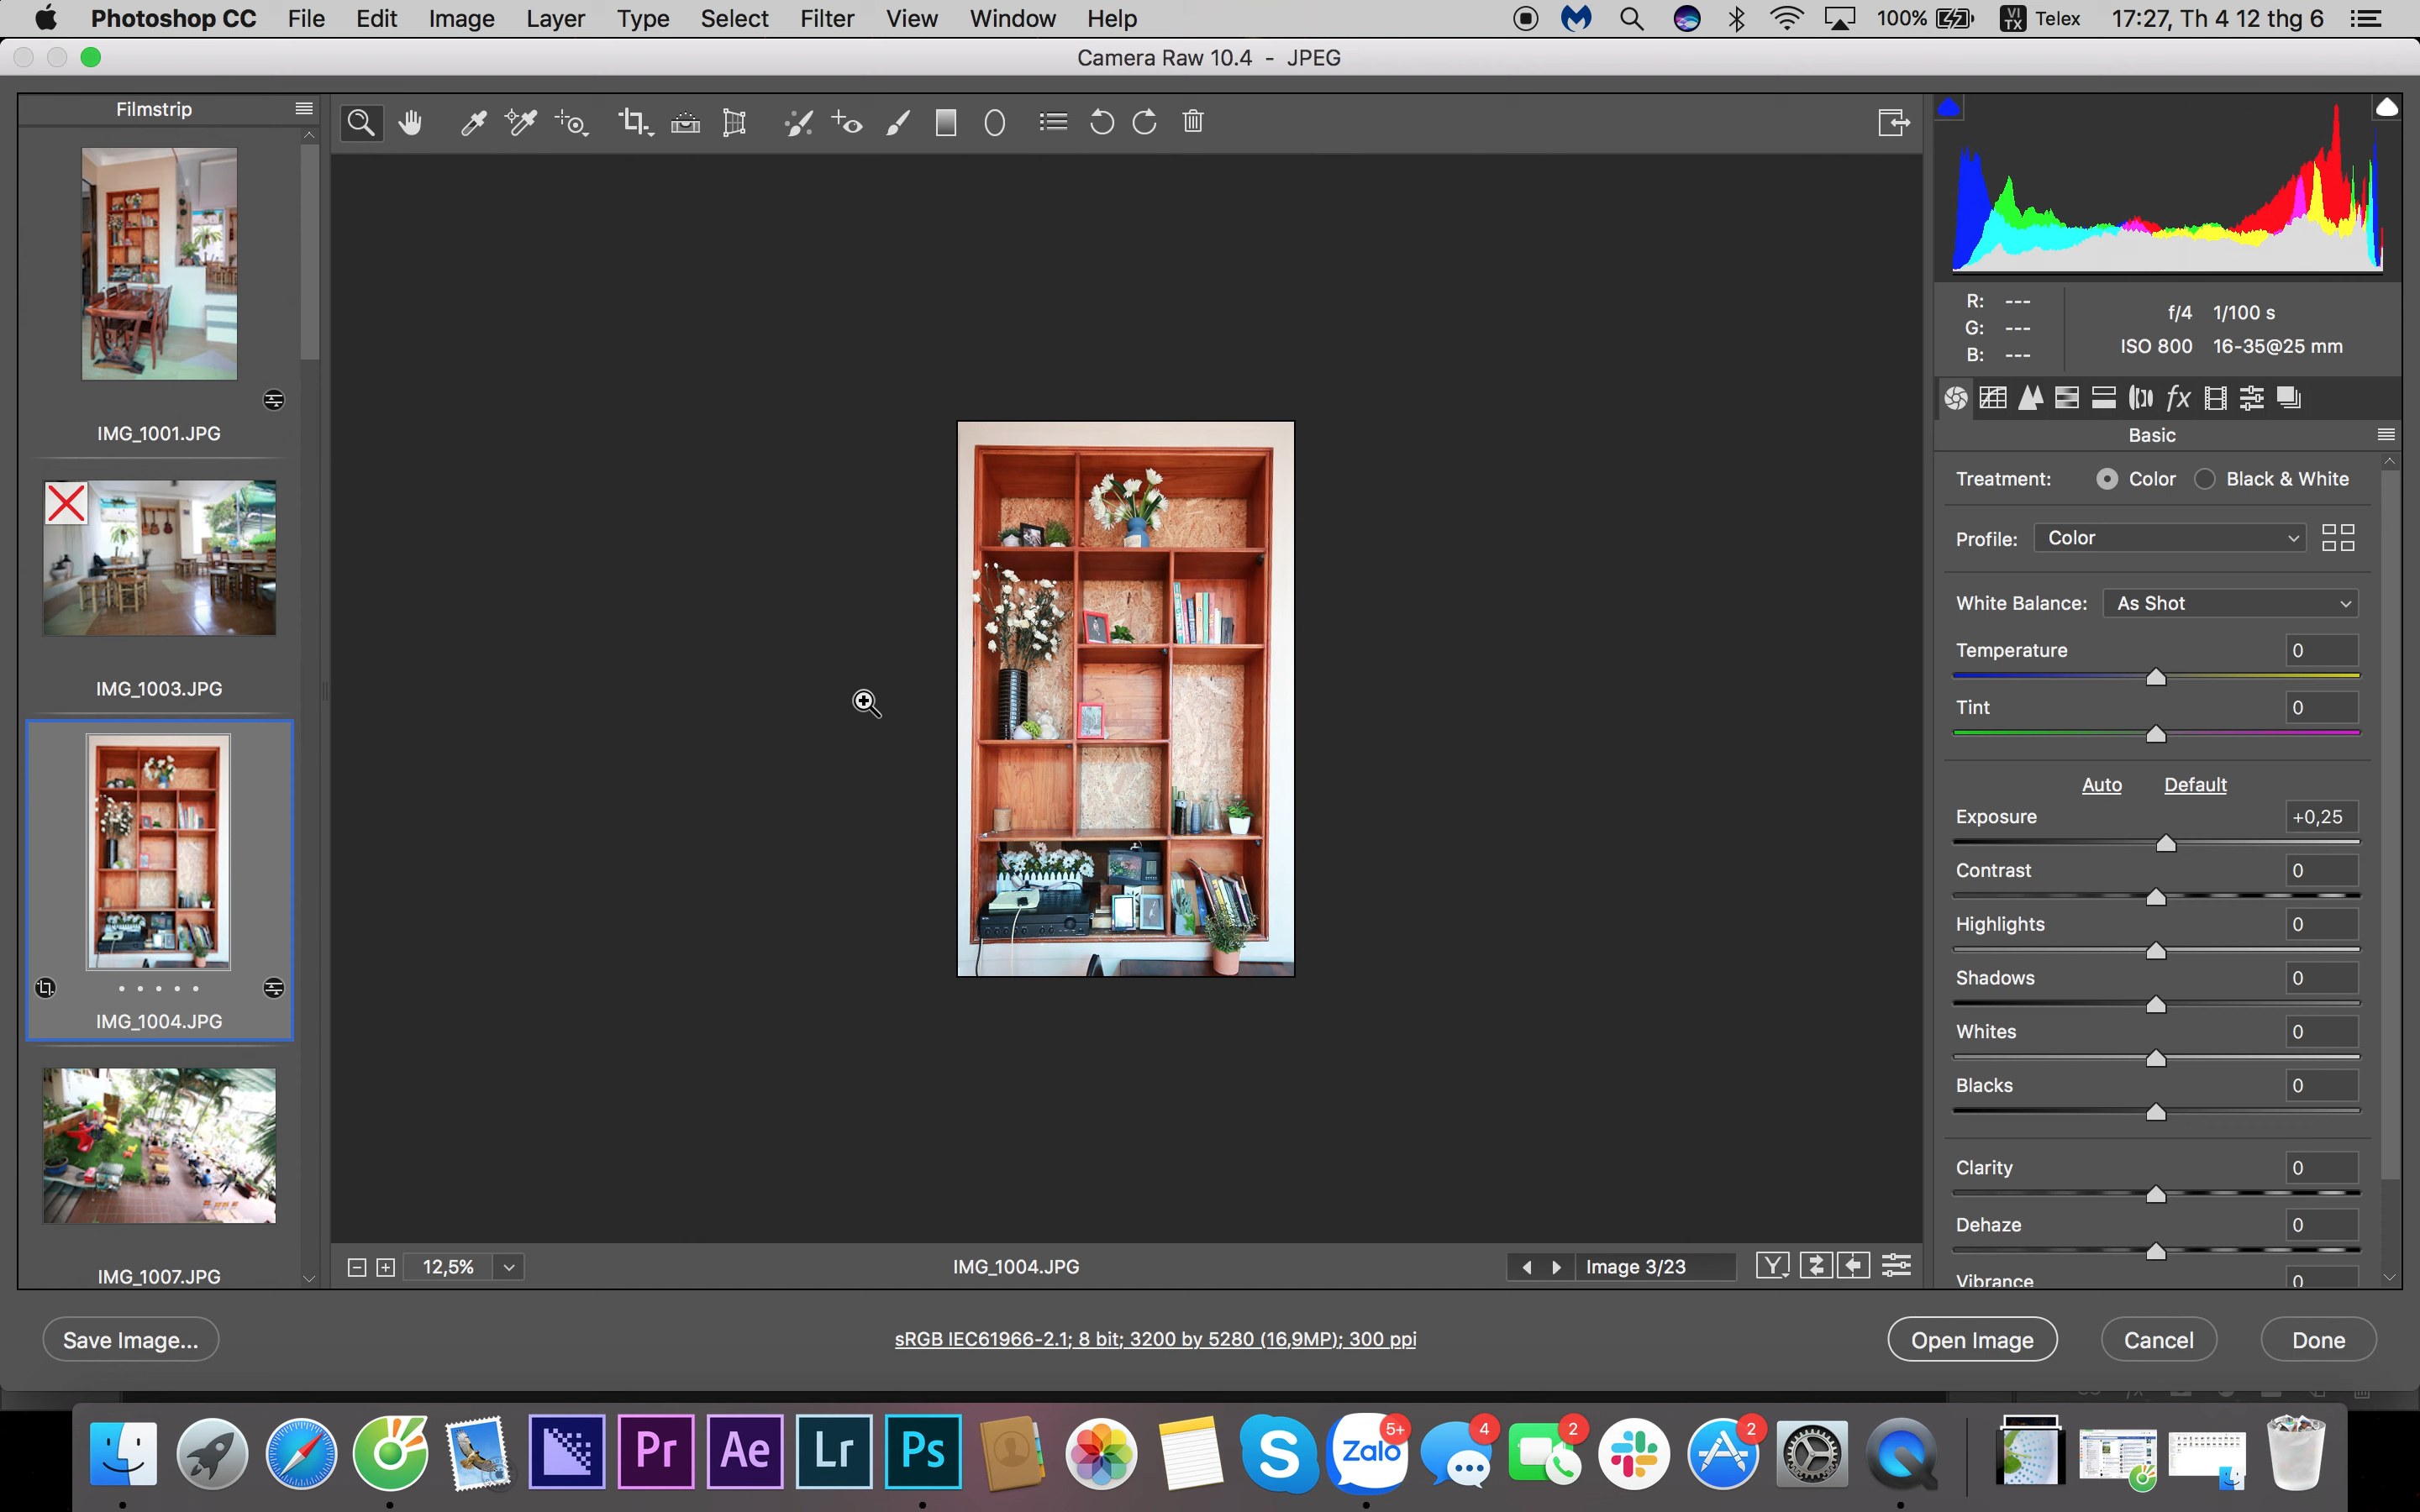 Photoshop CC File Edit Image Layer Type Select Filter View Window Help 100% VI TX Telex 17:27, Th 4 12 thg 6
Camera Raw 10.4 - JPEG
Filmstrip
IMG_1001.JPG
IMG_1003.JPG
IMG_1004.JPG
IMG_1007.JPG
R: ---
G: ---
B: ---
f/4 1/100 s
ISO 800 16-35@25 mm
fx
Basic
Treatment: Color Black & White
Profile: Color
White Balance: As Shot
Temperature 0
Tint 0
Auto Default
Exposure +0,25
Contrast 0
Highlights 0
Shadows 0
Whites 0
Blacks 0
Clarity 0
Dehaze 0
Vibrance 0
12,5% IMG_1004.JPG Image 3/23 Y
Save Image... sRGB IEC61966-2.1; 8 bit; 3200 by 5280 (16,9MP); 300 ppi Open Image Cancel Done
Pr Ae Lr Ps S Zalo 5+ 4 2 2